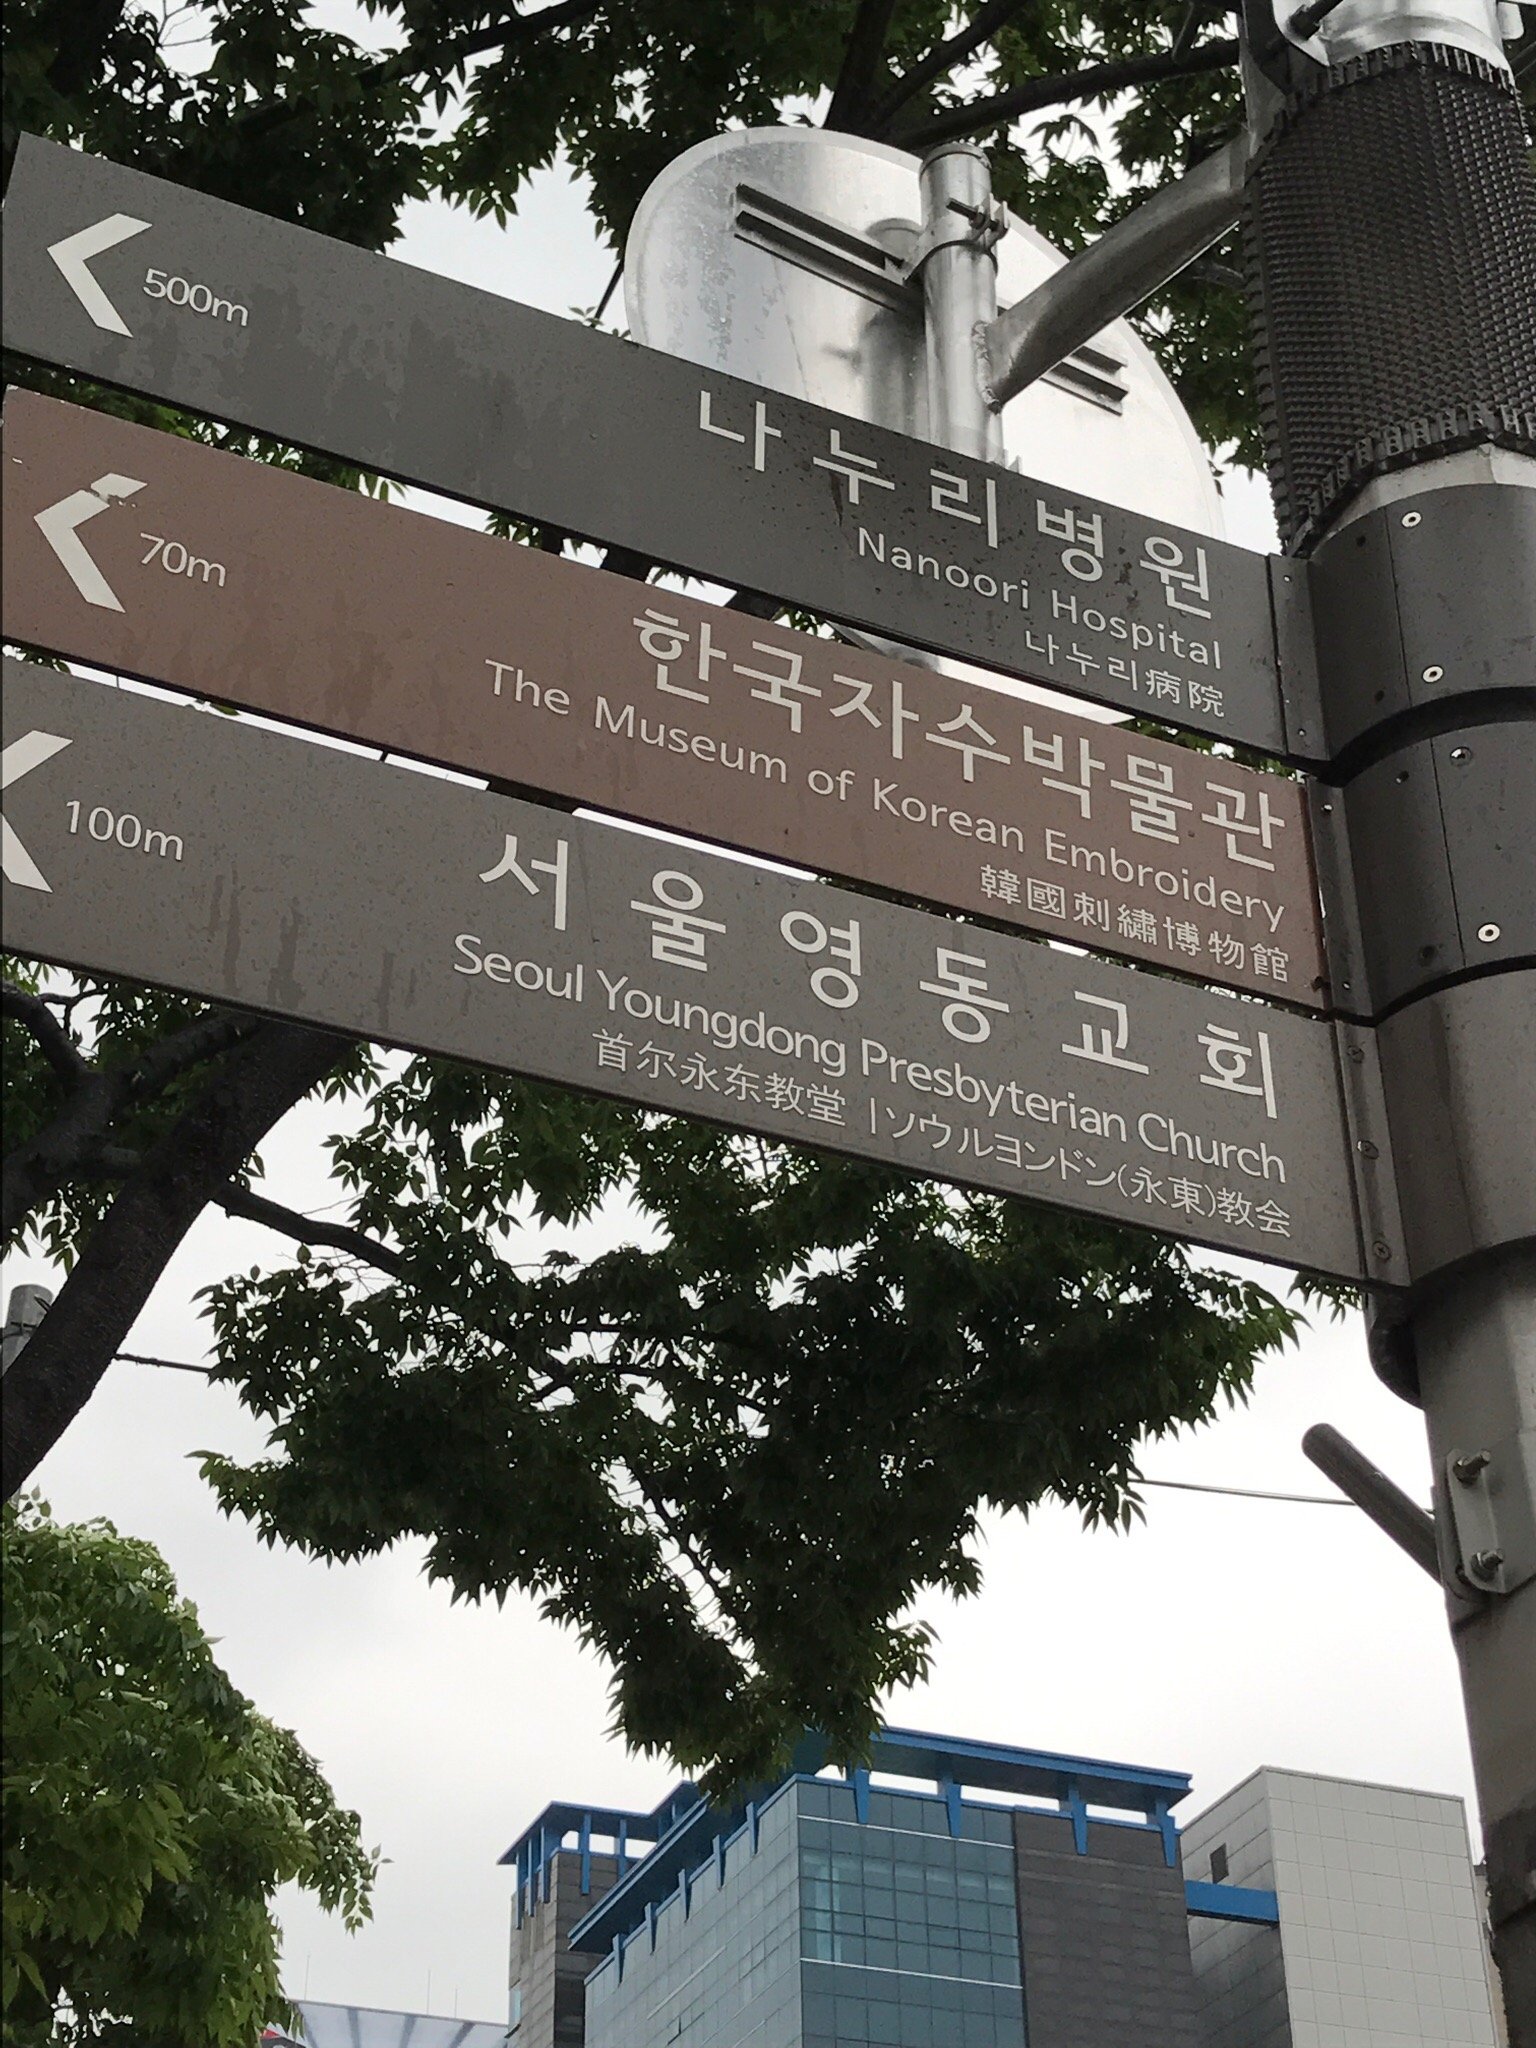 500m
나누리병원
Nanoori Hospital
나누리病院
70m
한국자수박물관
The Museum of Korean Embroidery
韓國刺繡博物館
100m
서울영동교회
Seoul Youngdong Presbyterian Church
首尔永东教堂 | ソウルヨンドン(永東)教会